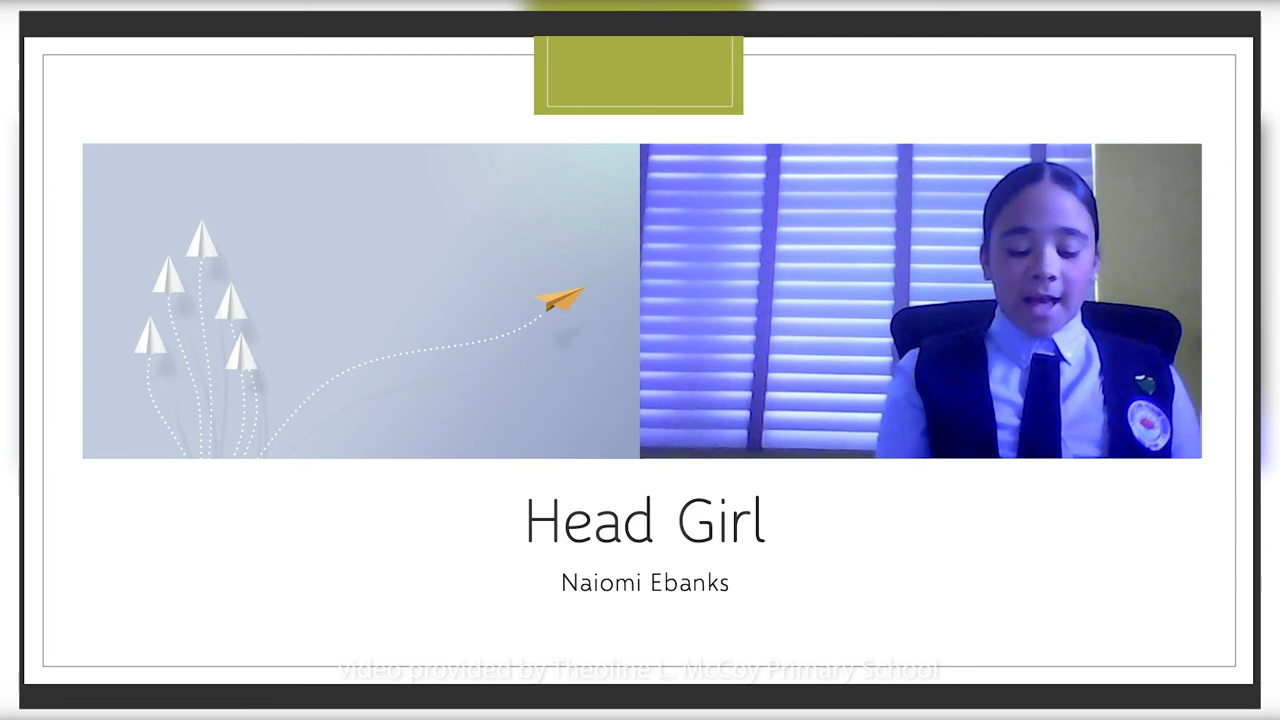 Head Girl
Naiomi Ebanks
video provided by Theoline L. McCoy Primary School